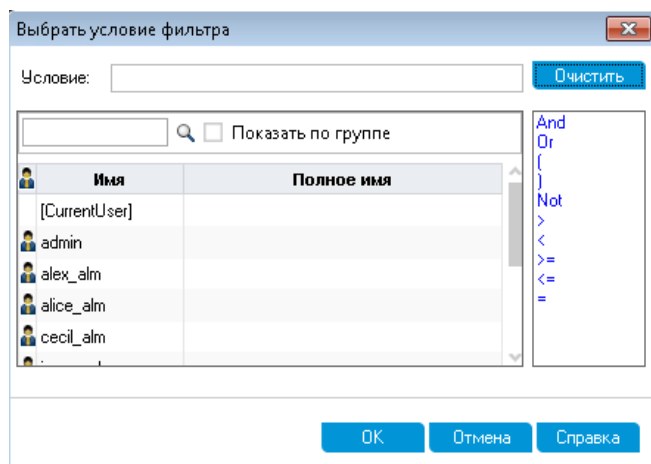 Выбрать условие фильтра
Условие:
Очистить
Показать по группе
Имя Полное имя
[CurrentUser]
admin
alex_alm
alice_alm
cecil_alm
And
Or
(
)
Not
>
<
>=
<=
=
OK Отмена Справка